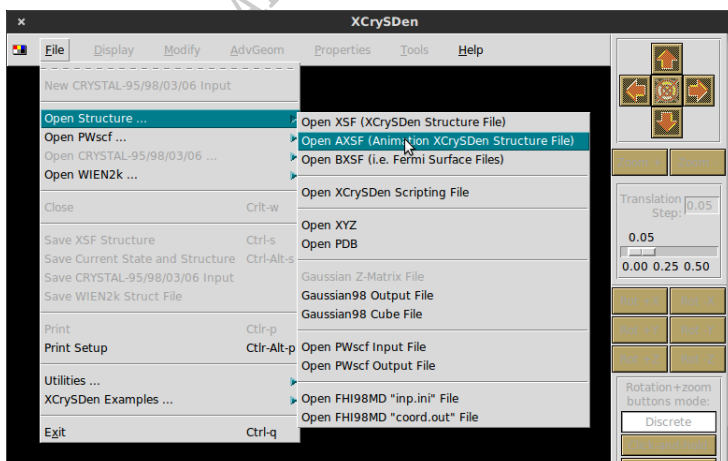 XCrySDen
File Display Modify AdvGeom Properties Tools Help
New CRYSTAL-95/98/03/06 Input
Open Structure ...
Open PWscf ...
Open CRYSTAL-95/98/03/06 ...
Open WIEN2k ...
Close Crlt-w
Save XSF Structure Ctrl-s
Save Current State and Structure Ctrl-Alt-s
Save CRYSTAL-95/98/03/06 Input
Save WIEN2k Struct File
Print Ctlr-p
Print Setup Ctlr-Alt-p
Utilities ...
XCrySDen Examples ...
Exit Ctrl-q
Open XSF (XCrySDen Structure File)
Open AXSF (Animation XCrySDen Structure File)
Open BXSF (i.e. Fermi Surface Files)
Open XCrySDen Scripting File
Open XYZ
Open PDB
Gaussian Z-Matrix File
Gaussian98 Output File
Gaussian98 Cube File
Open PWscf Input File
Open PWscf Output File
Open FHI98MD "inp.ini" File
Open FHI98MD "coord.out" File
Translation
Step: 0.05
0.05
0.00 0.25 0.50
Rotation+zoom
buttons mode:
Discrete